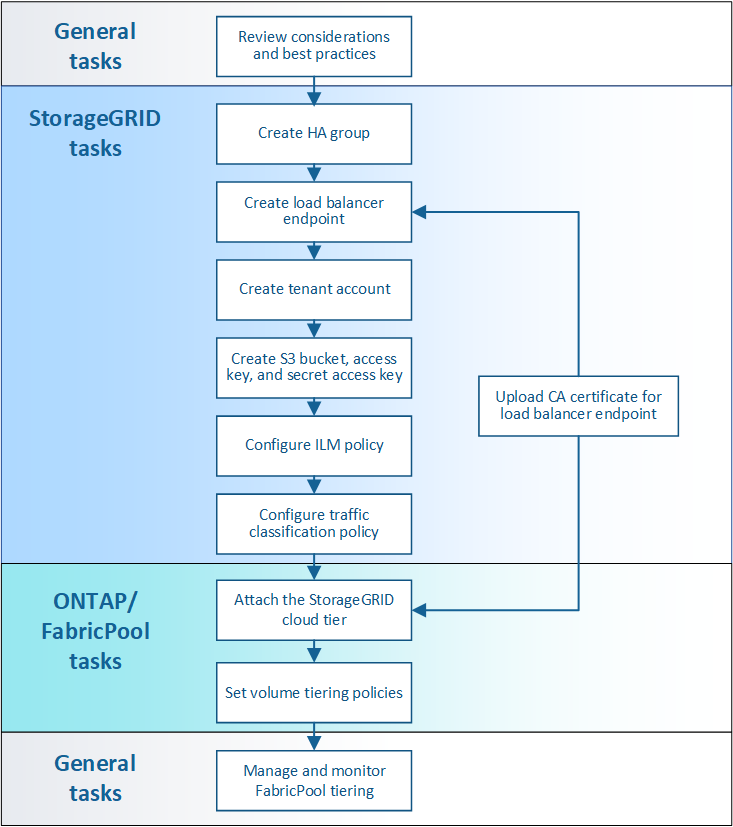 General
tasks
Review considerations
and best practices
StorageGRID
tasks
Create HA group
Create load balancer
endpoint
Create tenant account
Create S3 bucket, access
key, and secret access key
Upload CA certificate for
load balancer endpoint
Configure ILM policy
Configure traffic
classification policy
ONTAP/
FabricPool
tasks
Attach the StorageGRID
cloud tier
Set volume tiering policies
General
tasks
Manage and monitor
FabricPool tiering